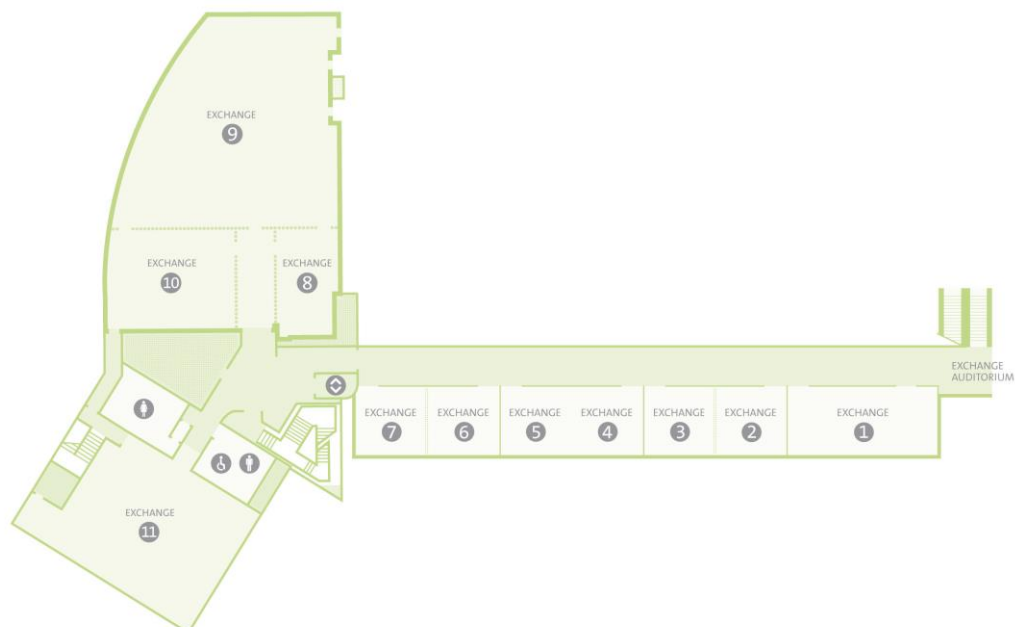 EXCHANGE
9
EXCHANGE
10
EXCHANGE
8
EXCHANGE
AUDITORIUM
EXCHANGE
7
EXCHANGE
6
EXCHANGE
5
EXCHANGE
4
EXCHANGE
3
EXCHANGE
2
EXCHANGE
1
EXCHANGE
11